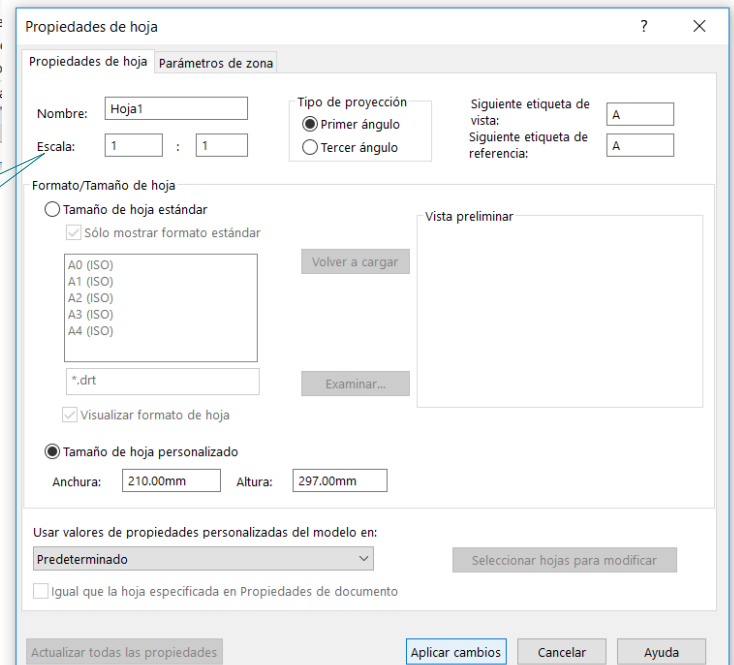 Propiedades de hoja
Propiedades de hoja Parámetros de zona
Nombre: Hoja1
Escala: 1 : 1
Tipo de proyección
Primer ángulo
Tercer ángulo
Siguiente etiqueta de
vista: A
Siguiente etiqueta de
referencia: A
Formato/Tamaño de hoja
Tamaño de hoja estándar
Sólo mostrar formato estándar
A0 (ISO)
A1 (ISO)
A2 (ISO)
A3 (ISO)
A4 (ISO)
*.drt
Visualizar formato de hoja
Volver a cargar
Examinar...
Vista preliminar
Tamaño de hoja personalizado
Anchura: 210.00mm Altura: 297.00mm
Usar valores de propiedades personalizadas del modelo en:
Predeterminado
Seleccionar hojas para modificar
Igual que la hoja especificada en Propiedades de documento
Actualizar todas las propiedades Aplicar cambios Cancelar Ayuda